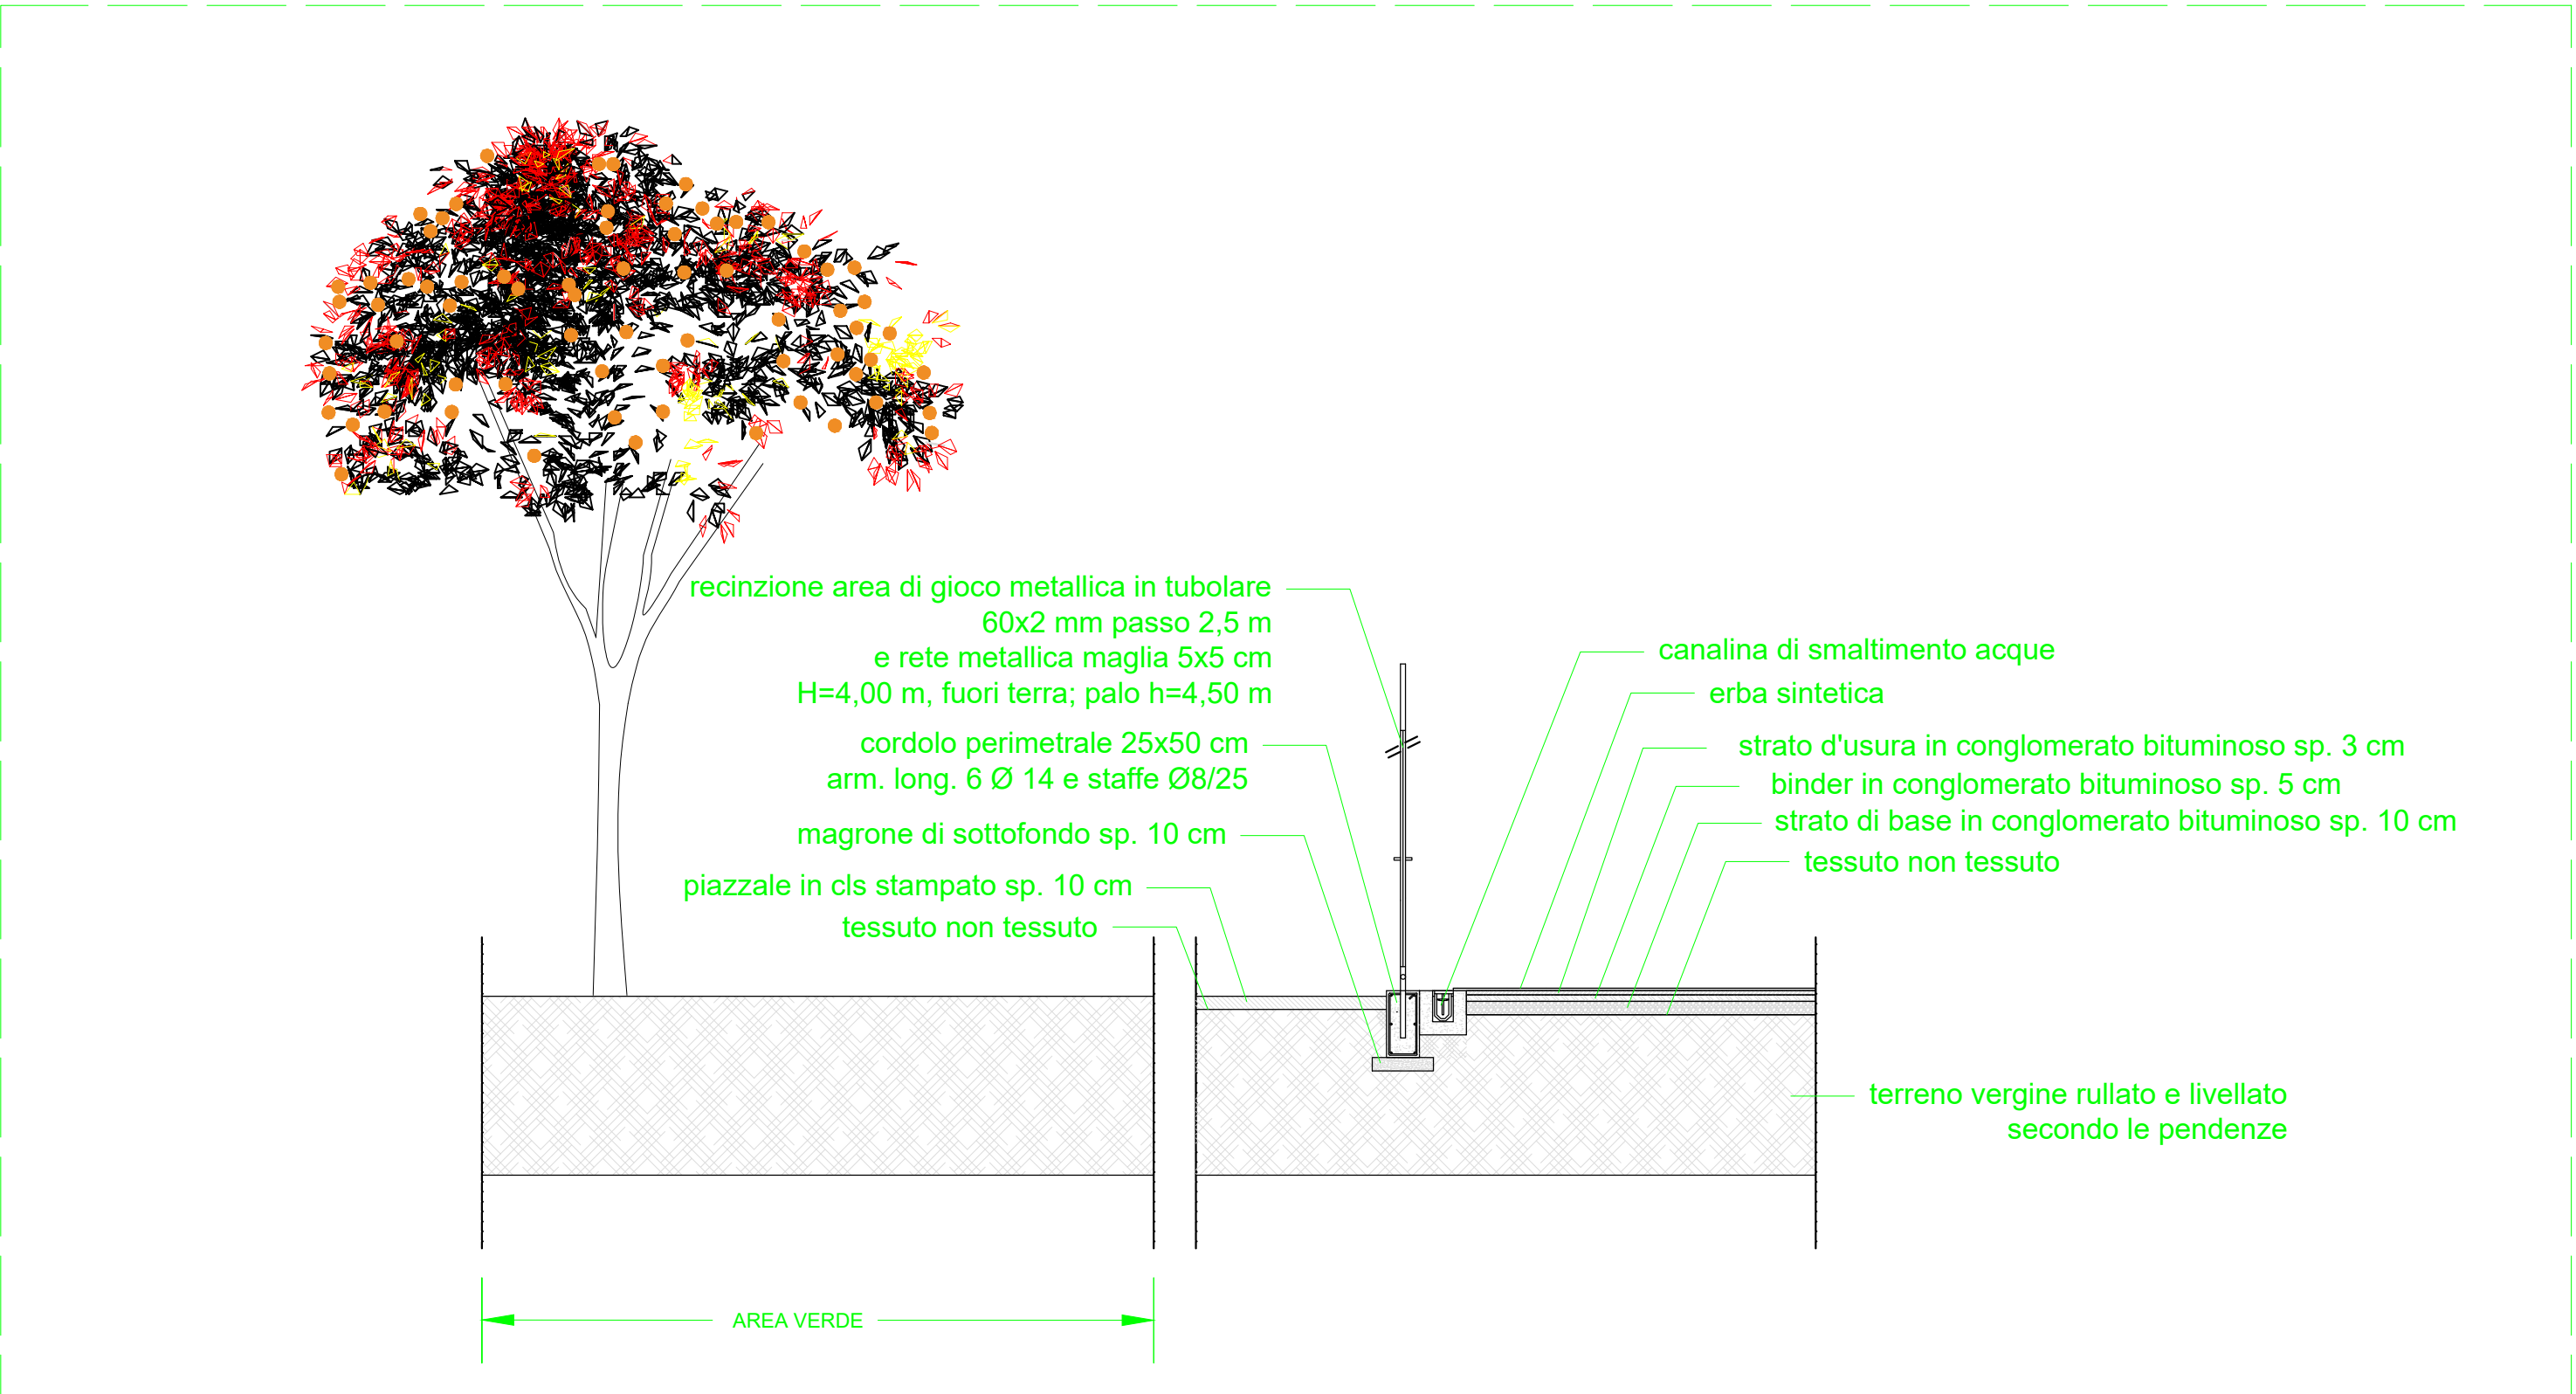 recinzione area di gioco metallica in tubolare
60x2 mm passo 2,5 m
e rete metallica maglia 5x5 cm
H=4,00 m, fuori terra; palo h=4,50 m
cordolo perimetrale 25x50 cm
arm. long. 6 Ø 14 e staffe Ø8/25
magrone di sottofondo sp. 10 cm
piazzale in cls stampato sp. 10 cm
tessuto non tessuto
canalina di smaltimento acque
erba sintetica
strato d'usura in conglomerato bituminoso sp. 3 cm
binder in conglomerato bituminoso sp. 5 cm
strato di base in conglomerato bituminoso sp. 10 cm
tessuto non tessuto
terreno vergine rullato e livellato
secondo le pendenze
AREA VERDE